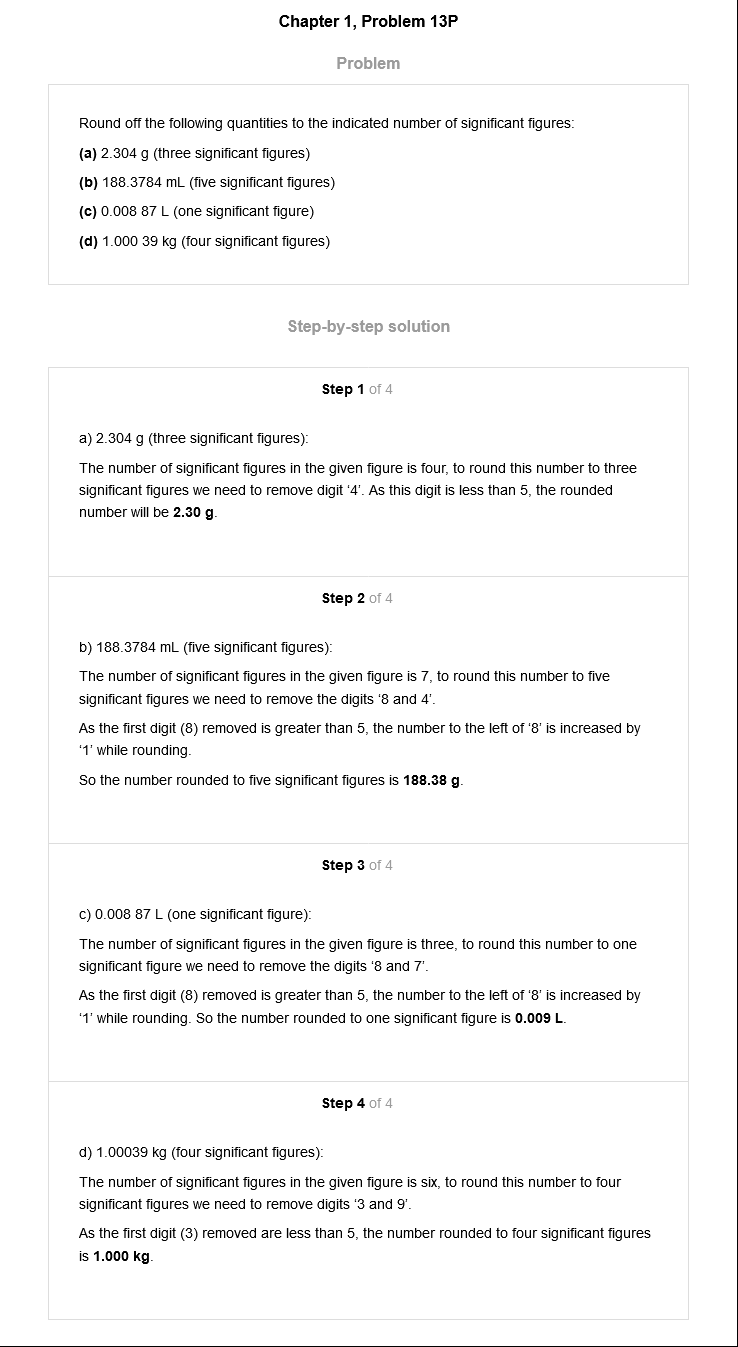 Chapter 1, Problem 13P
Problem
Round off the following quantities to the indicated number of significant figures:
(a) 2.304 g (three significant figures)
(b) 188.3784 mL (five significant figures)
(c) 0.008 87 L (one significant figure)
(d) 1.000 39 kg (four significant figures)
Step-by-step solution
Step 1 of 4
a) 2.304 g (three significant figures):
The number of significant figures in the given figure is four, to round this number to three
significant figures we need to remove digit ‘4’. As this digit is less than 5, the rounded
number will be 2.30 g.
Step 2 of 4
b) 188.3784 mL (five significant figures):
The number of significant figures in the given figure is 7, to round this number to five
significant figures we need to remove the digits ‘8 and 4’.
As the first digit (8) removed is greater than 5, the number to the left of ‘8’ is increased by
‘1’ while rounding.
So the number rounded to five significant figures is 188.38 g.
Step 3 of 4
c) 0.008 87 L (one significant figure):
The number of significant figures in the given figure is three, to round this number to one
significant figure we need to remove the digits ‘8 and 7’.
As the first digit (8) removed is greater than 5, the number to the left of ‘8’ is increased by
‘1’ while rounding. So the number rounded to one significant figure is 0.009 L.
Step 4 of 4
d) 1.00039 kg (four significant figures):
The number of significant figures in the given figure is six, to round this number to four
significant figures we need to remove digits ‘3 and 9’.
As the first digit (3) removed are less than 5, the number rounded to four significant figures
is 1.000 kg.